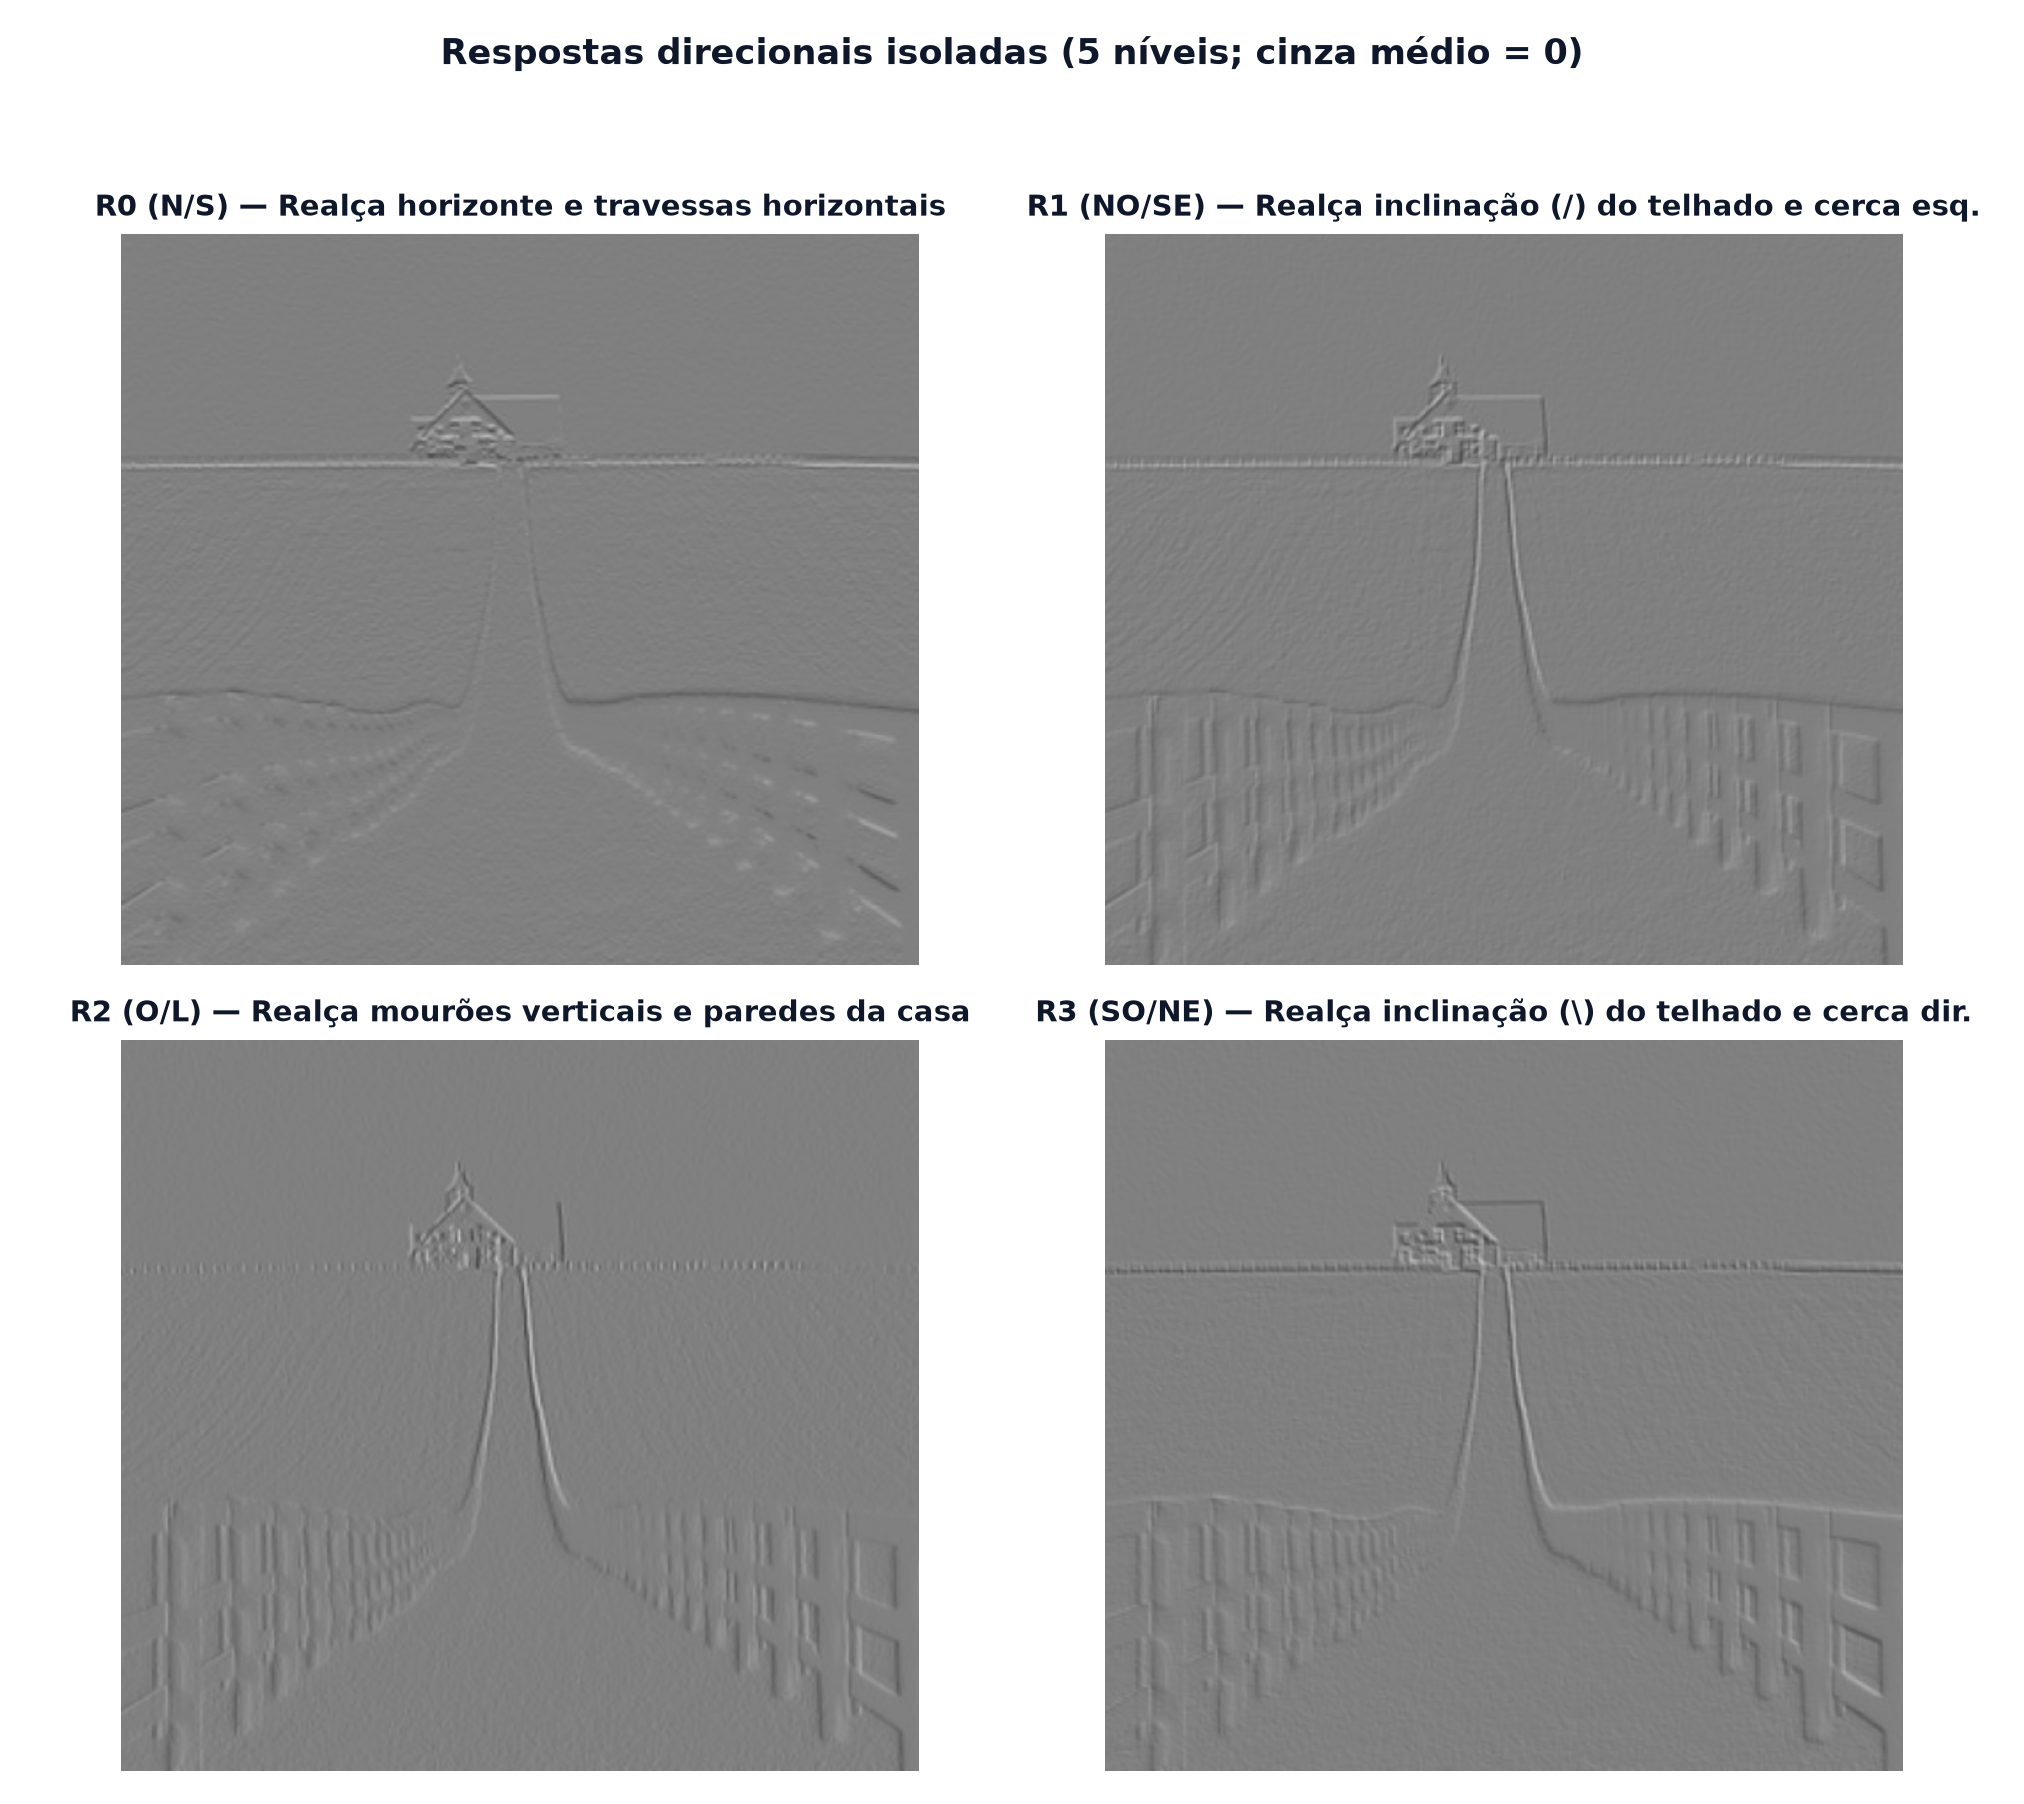 Respostas direcionais isoladas (5 níveis; cinza médio = 0)
R0 (N/S) — Realça horizonte e travessas horizontais
R1 (NO/SE) — Realça inclinação (/) do telhado e cerca esq.
R2 (O/L) — Realça mourões verticais e paredes da casa
R3 (SO/NE) — Realça inclinação (\) do telhado e cerca dir.